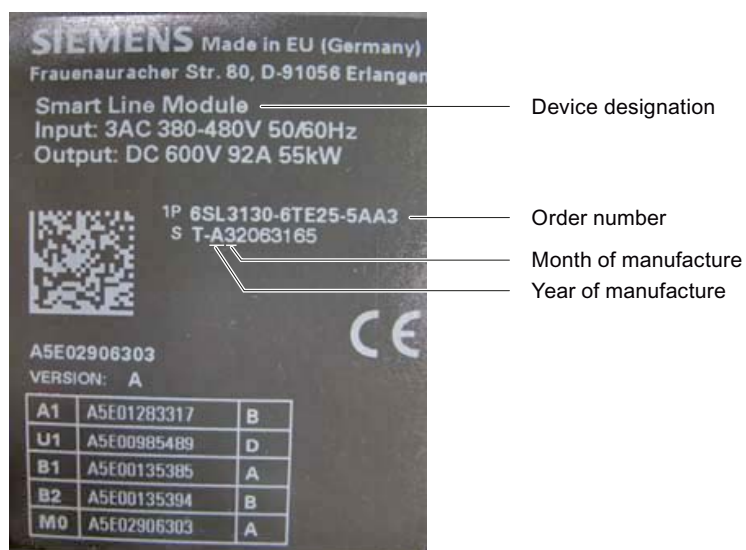 SIEMENS Made in EU (Germany)
Frauenauracher Str. 80, D-91056 Erlangen
Smart Line Module
Input: 3AC 380-480V 50/60Hz
Output: DC 600V 92A 55kW
1P 6SL3130-6TE25-5AA3
S T-A32063165
CE
A5E02906303
VERSION: A
A1 A5E01283317 B
U1 A5E00985489 D
B1 A5E00135385 A
B2 A5E00135394 B
M0 A5E02906303 A
Device designation
Order number
Month of manufacture
Year of manufacture